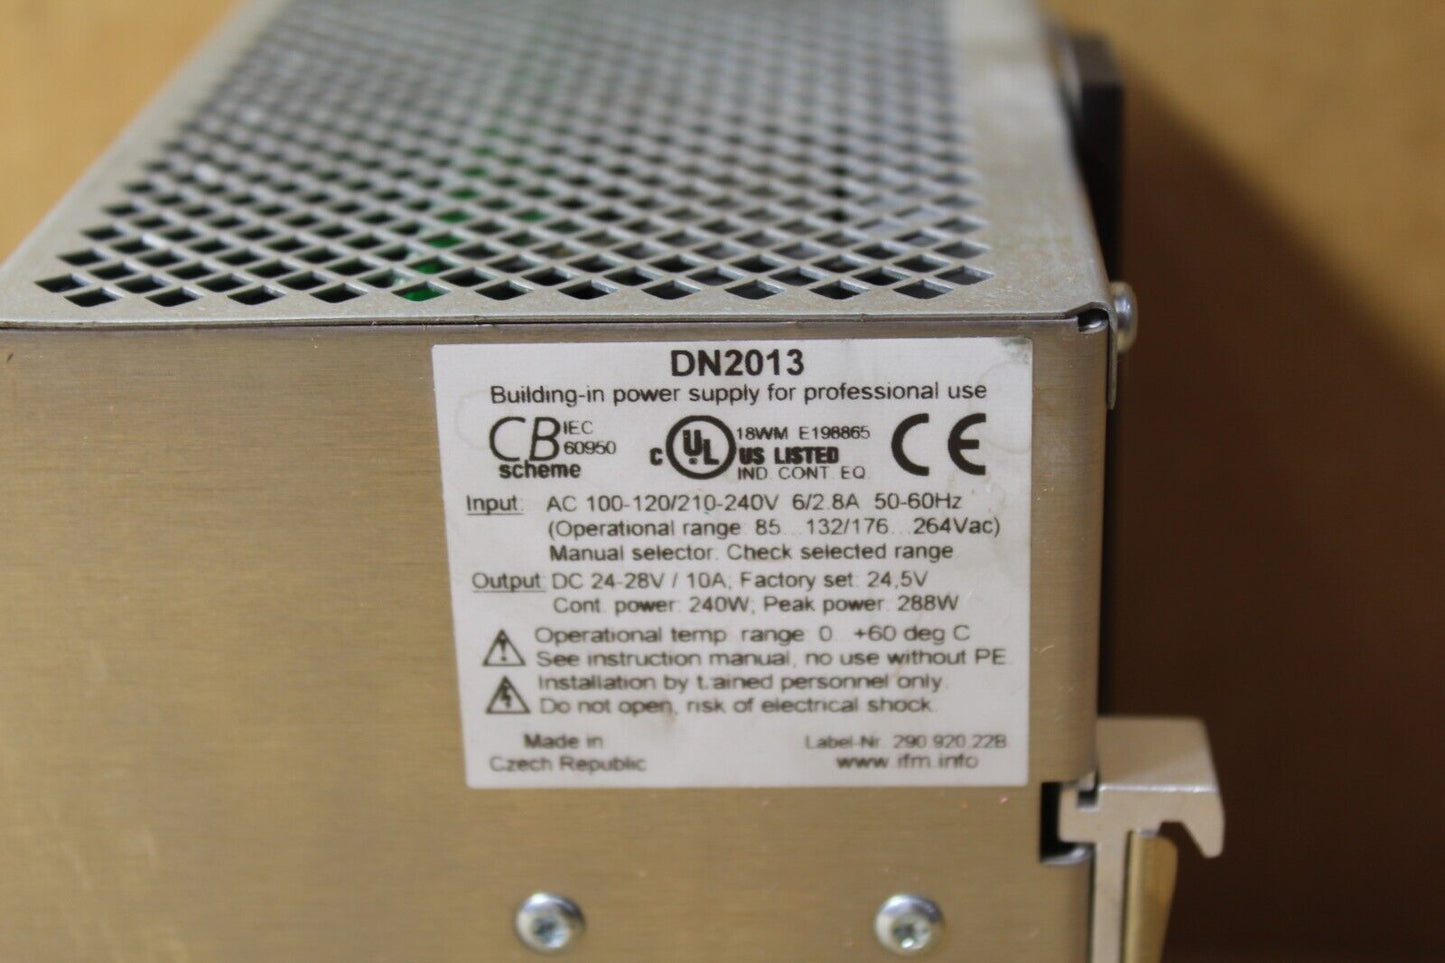 DN2013
Building-in power supply for professional use
CB IEC 60950
scheme
C UL US LISTED 18WM E198865
IND. CONT. EQ.
CE
Input: AC 100-120/210-240V 6/2.8A 50-60Hz
(Operational range 85...132/176...264Vac)
Manual selector. Check selected range
Output: DC 24-28V / 10A; Factory set: 24,5V
Cont. power: 240W; Peak power: 288W
Operational temp. range 0...+60 deg C
See instruction manual, no use without PE.
Installation by trained personnel only.
Do not open, risk of electrical shock.
Made in
Czech Republic
Label-Nr. 290.920.22B
www.ifm.info